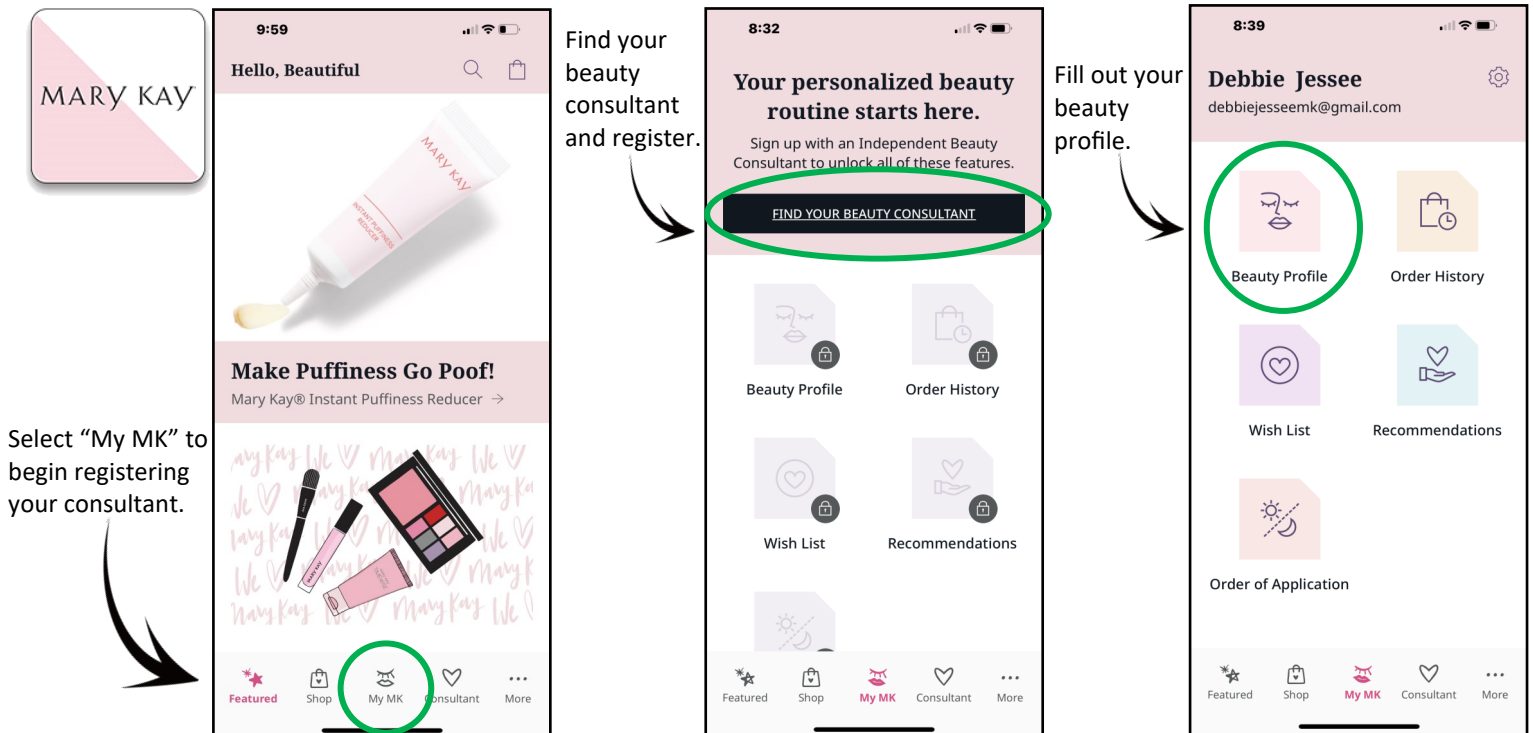 MARY KAY
Select “My MK” to
begin registering
your consultant.
9:59
Hello, Beautiful
MARY KAY
INSTANT PUFFINESS
REDUCER
Make Puffiness Go Poof!
Mary Kay® Instant Puffiness Reducer →
Featured
Shop
My MK
Consultant
More
Find your
beauty
consultant
and register.
8:32
Your personalized beauty
routine starts here.
Sign up with an Independent Beauty
Consultant to unlock all of these features.
FIND YOUR BEAUTY CONSULTANT
Beauty Profile
Order History
Wish List
Recommendations
Featured
Shop
My MK
Consultant
More
Fill out your
beauty
profile.
8:39
Debbie Jessee
debbiejesseemk@gmail.com
Beauty Profile
Order History
Wish List
Recommendations
Order of Application
Featured
Shop
My MK
Consultant
More